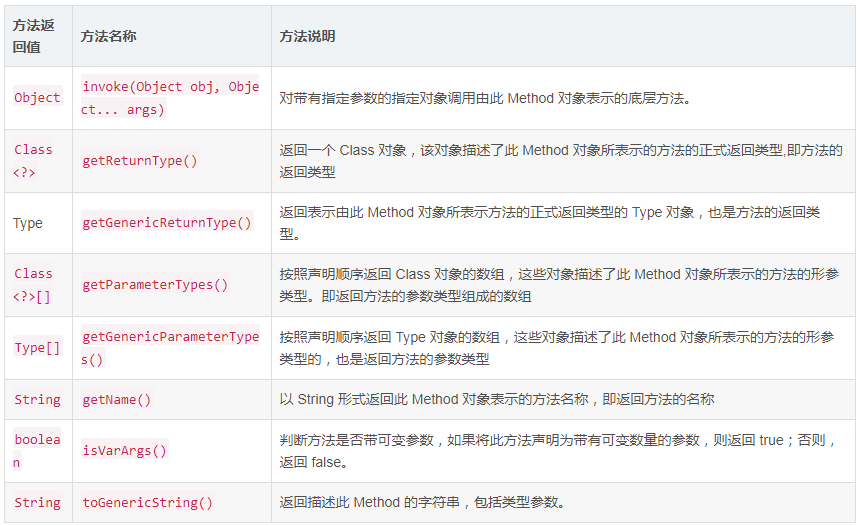 方法返
回值
方法名称
方法说明
Object
invoke(Object obj, Obje
ct... args)
对带有指定参数的指定对象调用由此 Method 对象表示的底层方法。
Class
<?>
getReturnType()
返回一个 Class 对象，该对象描述了此 Method 对象所表示的方法的正式返回类型,即方法的
返回类型
Type
getGenericReturnType()
返回表示由此 Method 对象所表示方法的正式返回类型的 Type 对象，也是方法的返回类
型。
Class
<?>[]
getParameterTypes()
按照声明顺序返回 Class 对象的数组，这些对象描述了此 Method 对象所表示的方法的形参
类型。即返回方法的参数类型组成的数组
Type[]
getGenericParameterType
s()
按照声明顺序返回 Type 对象的数组，这些对象描述了此 Method 对象所表示的方法的形参
类型的，也是返回方法的参数类型
String
getName()
以 String 形式返回此 Method 对象表示的方法名称，即返回方法的名称
boolea
n
isVarArgs()
判断方法是否带可变参数，如果将此方法声明为带有可变数量的参数，则返回 true；否则，
返回 false。
String
toGenericString()
返回描述此 Method 的字符串，包括类型参数。